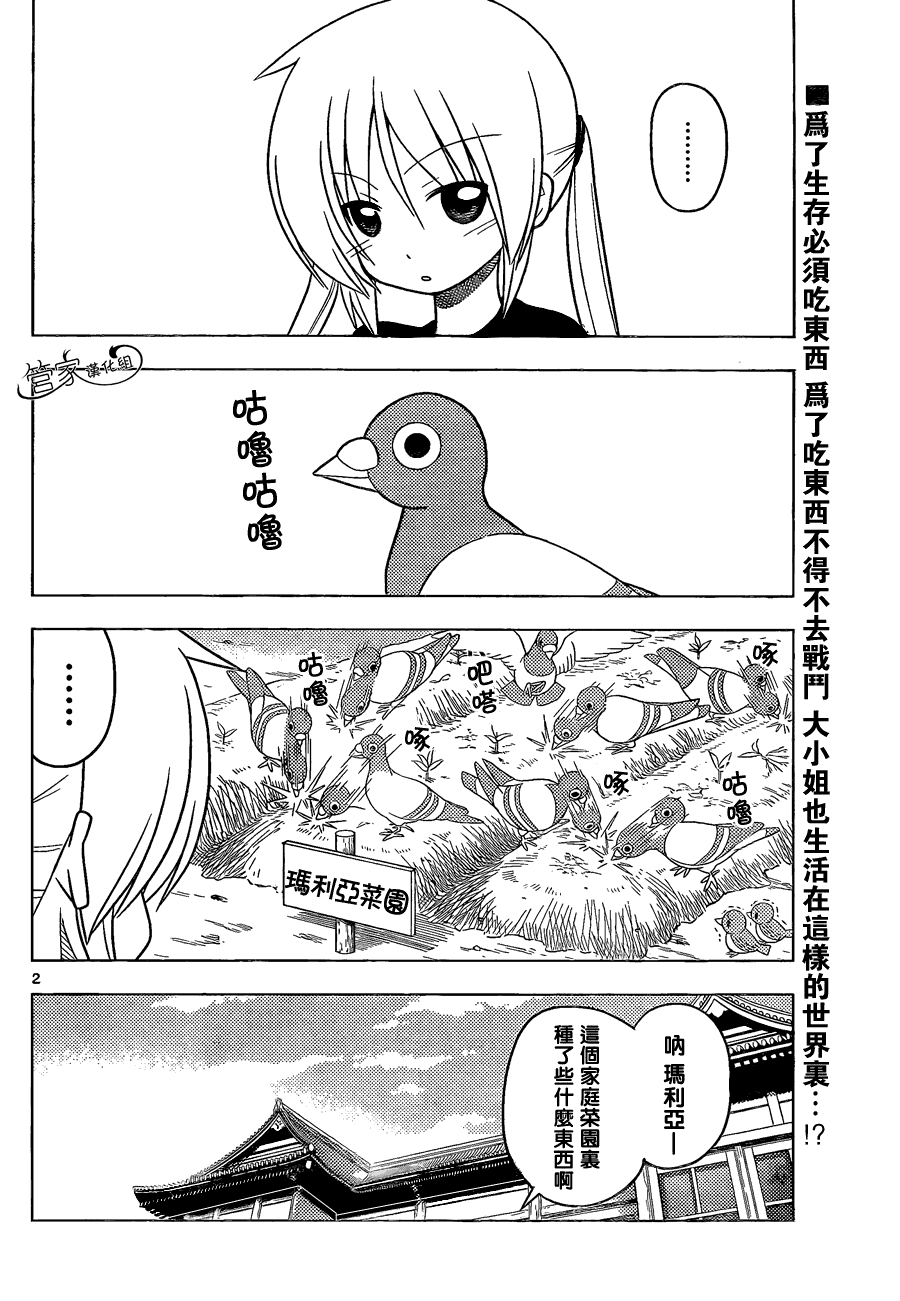 ■爲了生存必須吃東西 爲了吃東西不得不去戰鬥 大小姐也生活在這樣的世界裏…!?
………
管家漢化組
咕嚕咕嚕
啄
吧嗒
咕嚕
啄
啄
咕嚕
……
瑪利亞菜園
2
吶 瑪利亞—
這個家庭菜園裏
種了些什麼東西啊